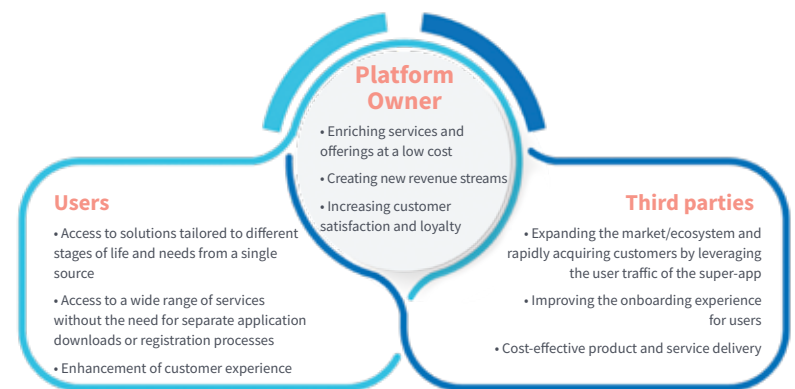 Platform
Owner
• Enriching services and
offerings at a low cost
• Creating new revenue streams
• Increasing customer
satisfaction and loyalty
Users
• Access to solutions tailored to different
stages of life and needs from a single
source
• Access to a wide range of services
without the need for separate application
downloads or registration processes
• Enhancement of customer experience
Third parties
• Expanding the market/ecosystem and
rapidly acquiring customers by leveraging
the user traffic of the super-app
• Improving the onboarding experience
for users
• Cost-effective product and service delivery